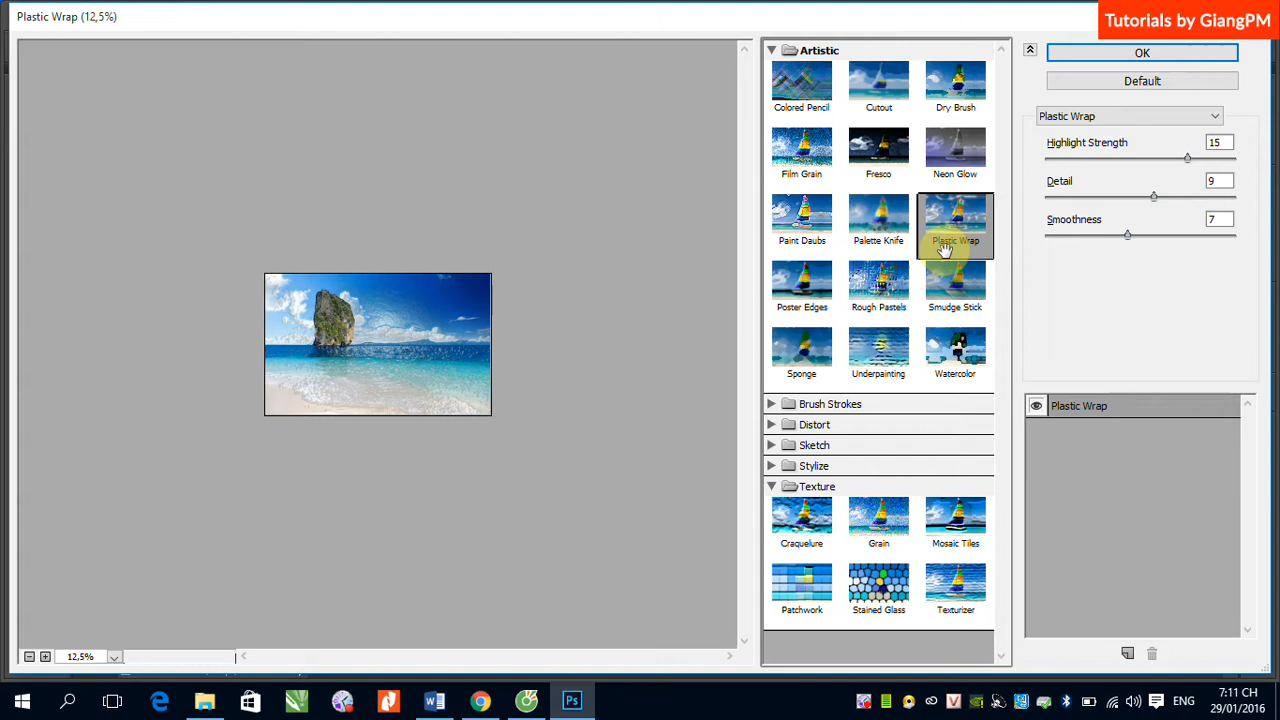 Plastic Wrap (12,5%)
Tutorials by GiangPM
Artistic
Colored Pencil
Cutout
Dry Brush
Film Grain
Fresco
Neon Glow
Paint Daubs
Palette Knife
Plastic Wrap
Poster Edges
Rough Pastels
Smudge Stick
Sponge
Underpainting
Watercolor
Brush Strokes
Distort
Sketch
Stylize
Texture
Craquelure
Grain
Mosaic Tiles
Patchwork
Stained Glass
Texturizer
OK
Default
Plastic Wrap
Highlight Strength 15
Detail 9
Smoothness 7
Plastic Wrap
12,5%
ENG
7:11 CH
29/01/2016